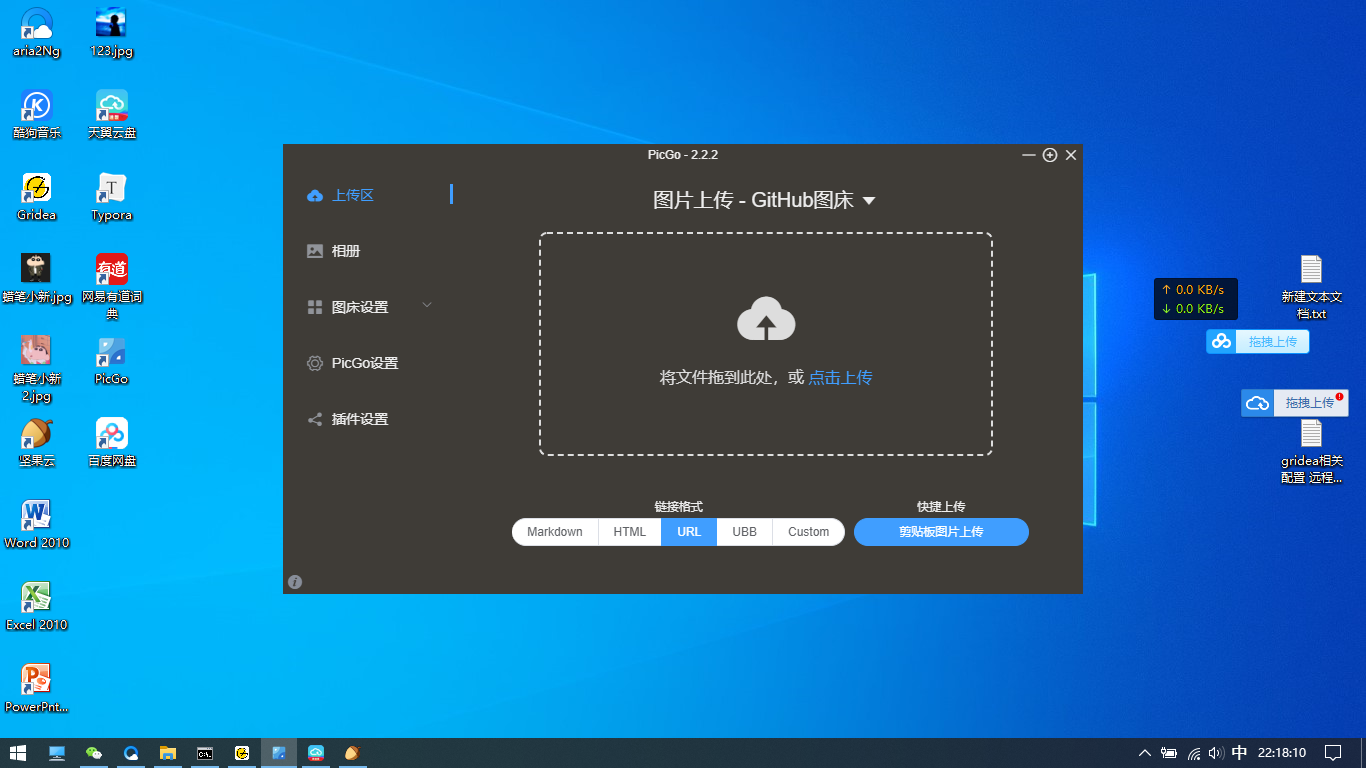 aria2Ng
123.jpg
酷狗音乐
天翼云盘
Gridea
Typora
蜡笔小新.jpg
网易有道词
典
有道
蜡笔小新
2.jpg
PicGo
坚果云
百度网盘
Word 2010
Excel 2010
PowerPnt...
PicGo - 2.2.2
上传区
相册
图床设置
PicGo设置
插件设置
图片上传 - GitHub图床
将文件拖到此处，或 点击上传
链接格式
快捷上传
Markdown
HTML
URL
UBB
Custom
剪贴板图片上传
↑ 0.0 KB/s
↓ 0.0 KB/s
新建文本文
档.txt
拖拽上传
拖拽上传
gridea相关
配置 远程...
中
22:18:10